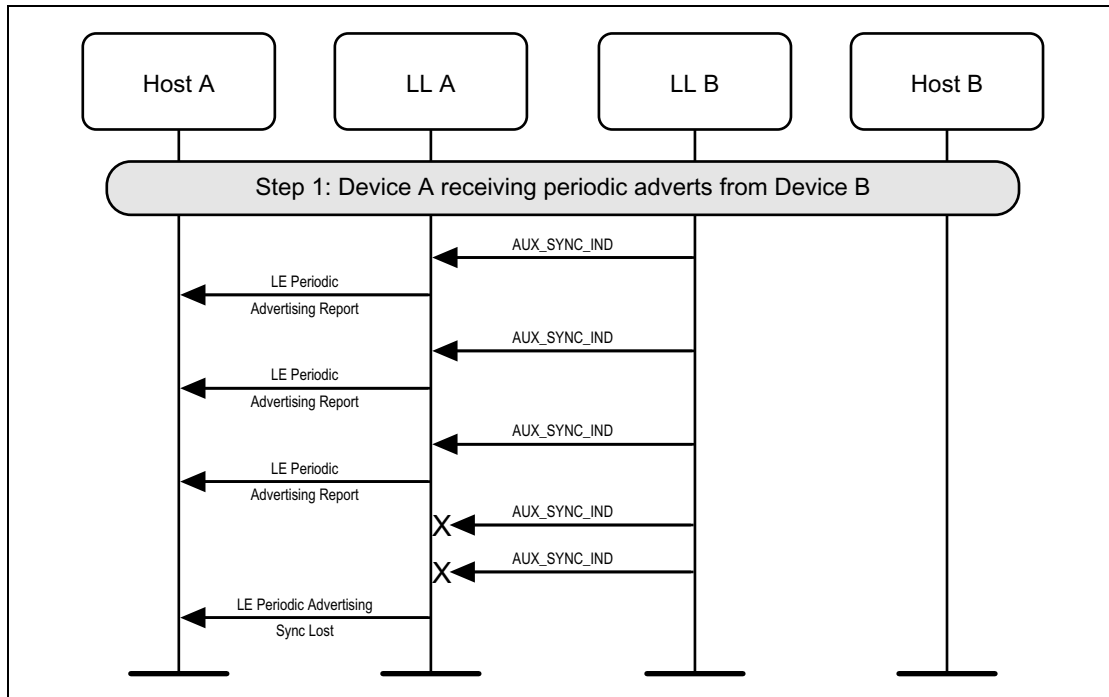 Host A
LL A
LL B
Host B
Step 1: Device A receiving periodic adverts from Device B
AUX_SYNC_IND
LE Periodic
Advertising Report
AUX_SYNC_IND
LE Periodic
Advertising Report
AUX_SYNC_IND
LE Periodic
Advertising Report
X
AUX_SYNC_IND
X
AUX_SYNC_IND
LE Periodic Advertising
Sync Lost